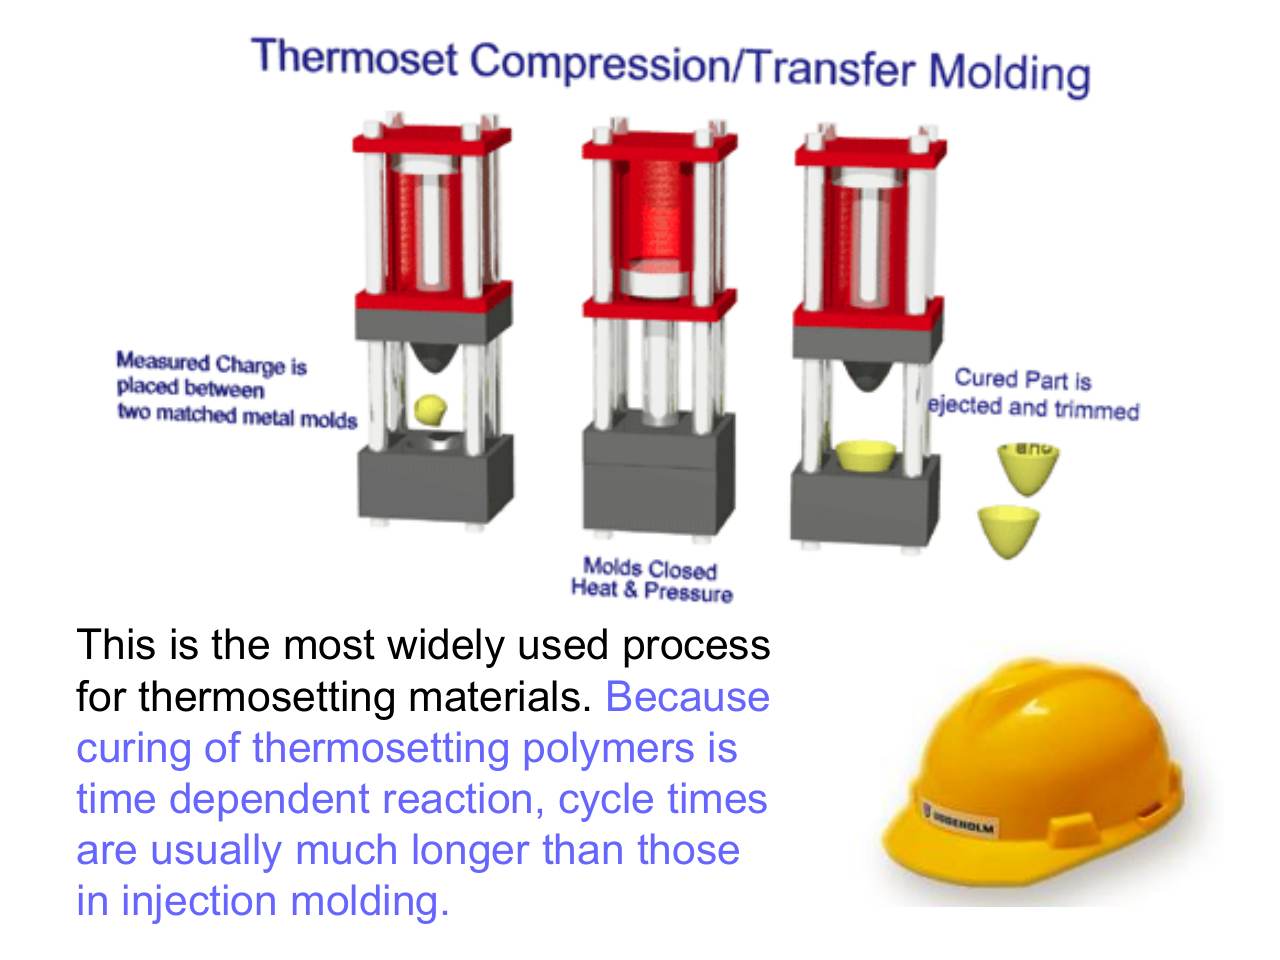 Thermoset Compression/Transfer Molding
Measured Charge is
placed between
two matched metal molds
Cured Part is
ejected and trimmed
Molds Closed
Heat & Pressure
This is the most widely used process
for thermosetting materials. Because
curing of thermosetting polymers is
time dependent reaction, cycle times
are usually much longer than those
in injection molding.
UDDEHOLM